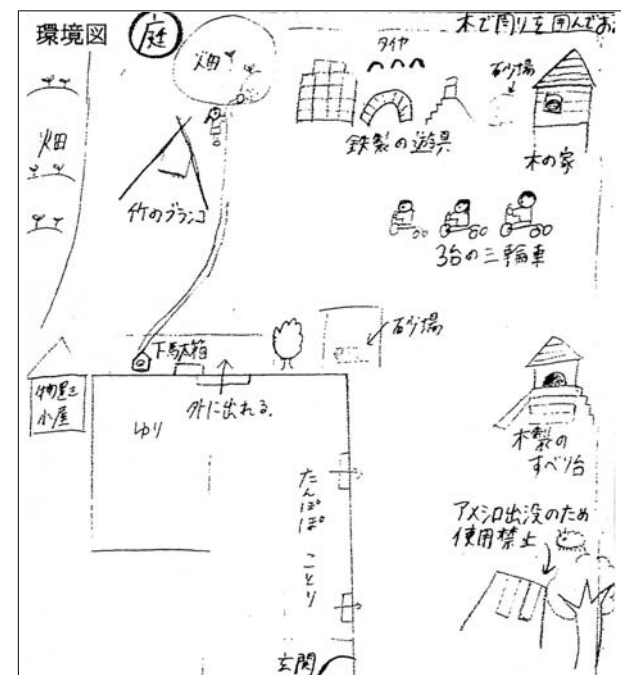 環境図
庭
木で周りを囲んでお
畑
タイヤ
砂場
畑
鉄製の遊具
木の家
竹のブランコ
3台の三輪車
砂場
下駄箱
物置き小屋
外に出れる。
ゆり
木製の
すべり台
たんぽぽ ことり
アメシロ出没のため
使用禁止
玄関